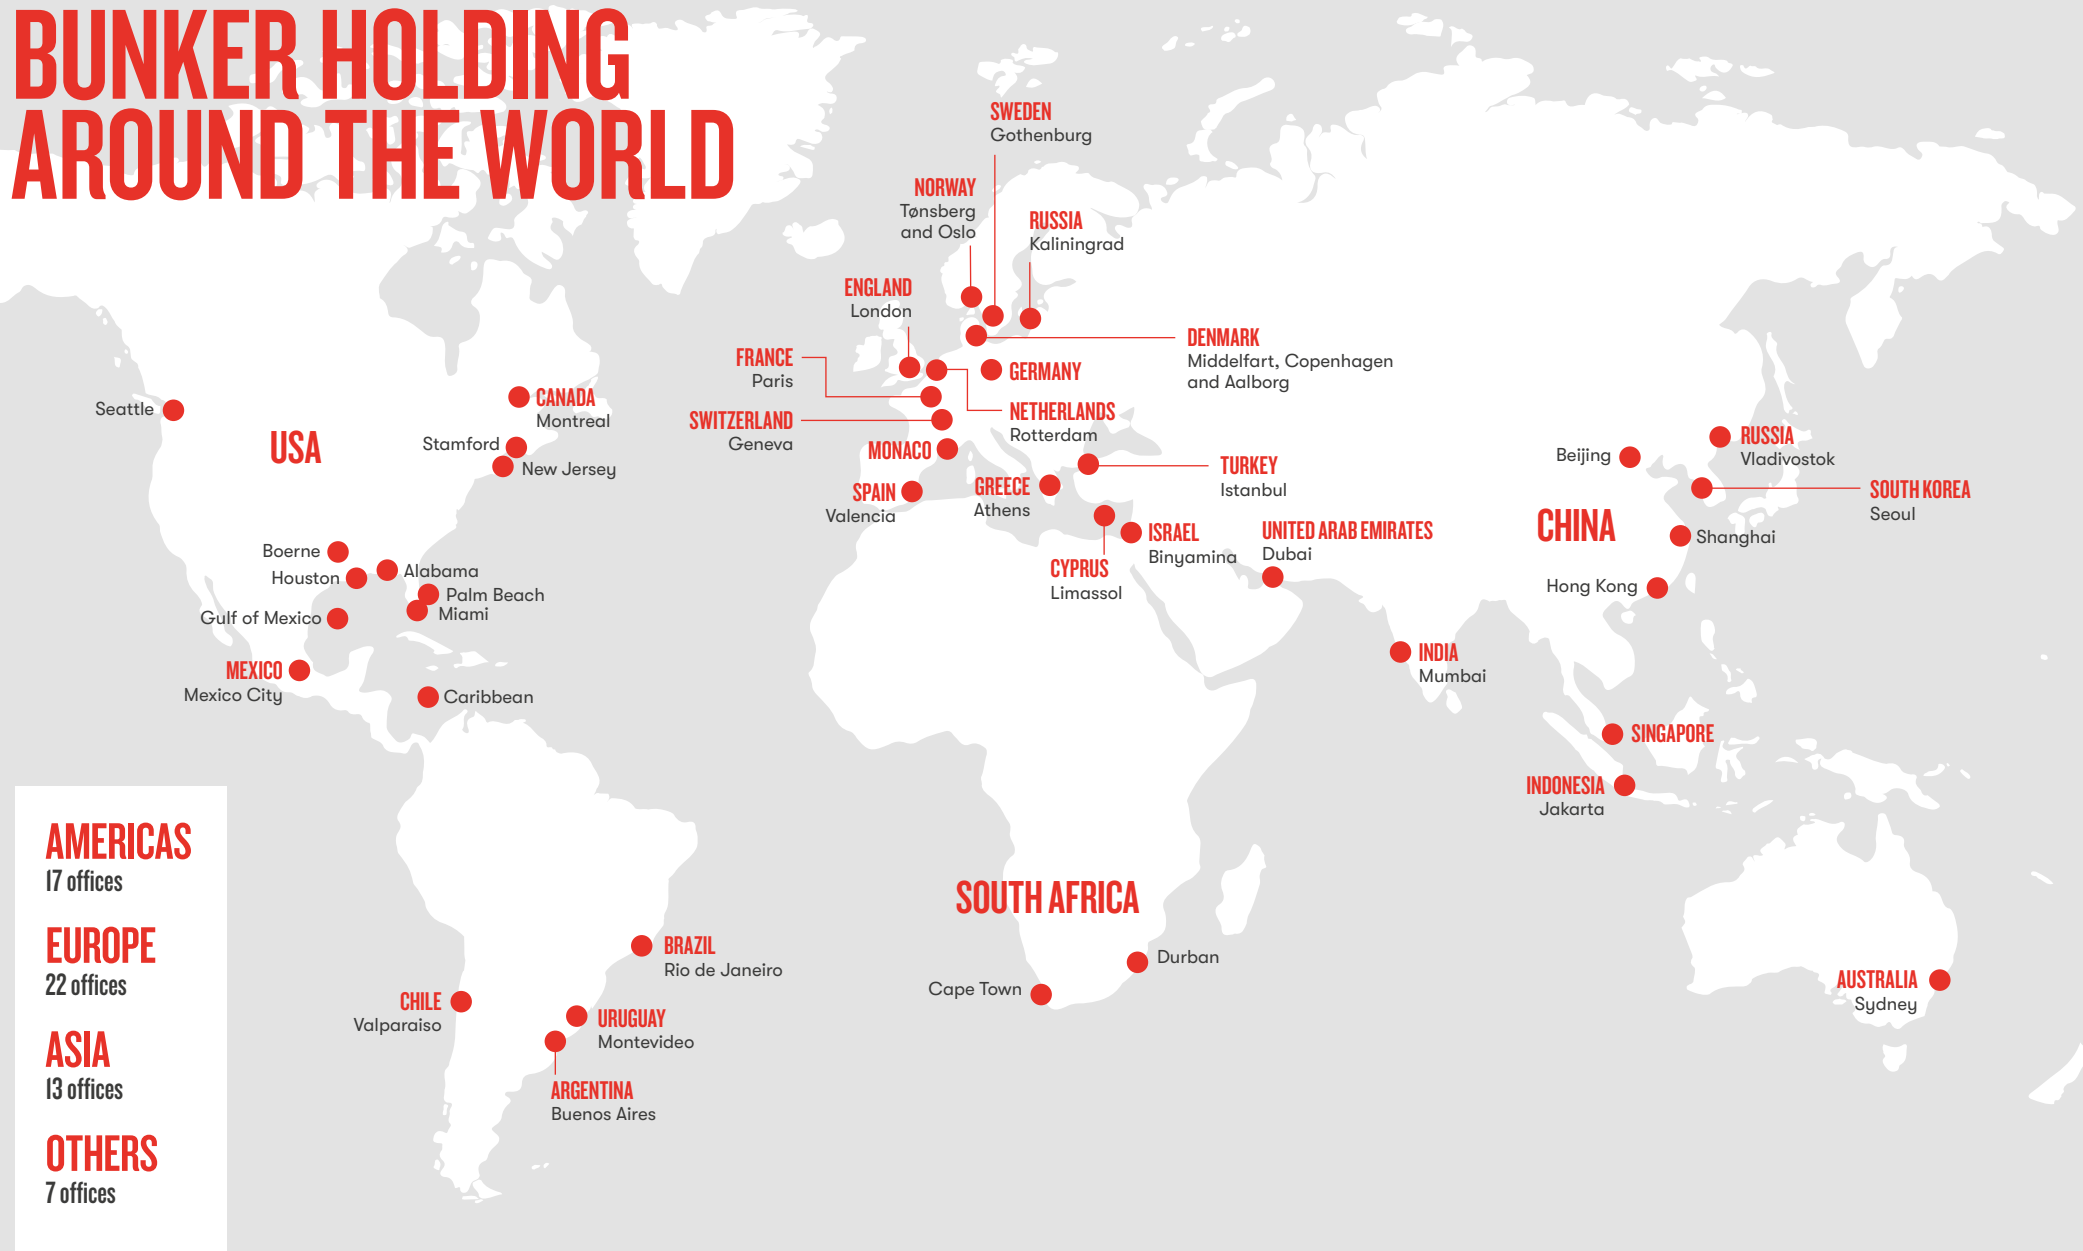 BUNKER HOLDING
AROUND THE WORLD
SWEDEN
Gothenburg
NORWAY
Tønsberg
and Oslo
RUSSIA
Kaliningrad
ENGLAND
London
DENMARK
Middelfart, Copenhagen
and Aalborg
FRANCE
Paris
GERMANY
SWITZERLAND
Geneva
NETHERLANDS
Rotterdam
MONACO
SPAIN
Valencia
GREECE
Athens
TURKEY
Istanbul
CYPRUS
Limassol
ISRAEL
Binyamina
UNITED ARAB EMIRATES
Dubai
Seattle
USA
CANADA
Montreal
Stamford
New Jersey
Boerne
Houston
Alabama
Palm Beach
Miami
Gulf of Mexico
MEXICO
Mexico City
Caribbean
Beijing
RUSSIA
Vladivostok
SOUTH KOREA
Seoul
CHINA
Shanghai
Hong Kong
INDIA
Mumbai
SINGAPORE
INDONESIA
Jakarta
SOUTH AFRICA
Durban
Cape Town
BRAZIL
Rio de Janeiro
CHILE
Valparaiso
URUGUAY
Montevideo
ARGENTINA
Buenos Aires
AUSTRALIA
Sydney
AMERICAS
17 offices
EUROPE
22 offices
ASIA
13 offices
OTHERS
7 offices